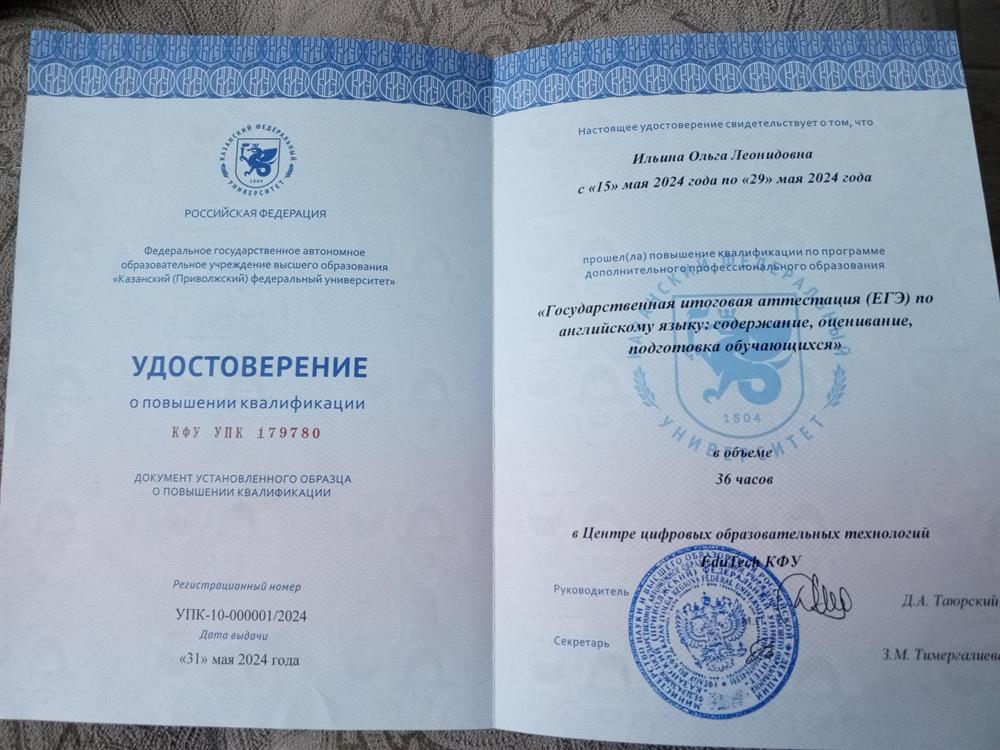 КАЗАНСКИЙ ФЕДЕРАЛЬНЫЙ
УНИВЕРСИТЕТ
1804
РОССИЙСКАЯ ФЕДЕРАЦИЯ
Федеральное государственное автономное
образовательное учреждение высшего образования
«Казанский (Приволжский) федеральный университет»
УДОСТОВЕРЕНИЕ
о повышении квалификации
КФУ УПК 179780
ДОКУМЕНТ УСТАНОВЛЕННОГО ОБРАЗЦА
О ПОВЫШЕНИИ КВАЛИФИКАЦИИ
Регистрационный номер
УПК-10-000001/2024
Дата выдачи
«31» мая 2024 года
Настоящее удостоверение свидетельствует о том, что
Ильина Ольга Леонидовна
с «15» мая 2024 года по «29» мая 2024 года
прошел(ла) повышение квалификации по программе
дополнительного профессионального образования
«Государственная итоговая аттестация (ЕГЭ) по
английскому языку: содержание, оценивание,
подготовка обучающихся»
КАЗАНСКИЙ ФЕДЕРАЛЬНЫЙ
1804
УНИВЕРСИТЕТ
в объеме
36 часов
в Центре цифровых образовательных технологий
EduTech КФУ
Руководитель
Д.А. Таюрский
М.П.
Секретарь
З.М. Тимергалиева